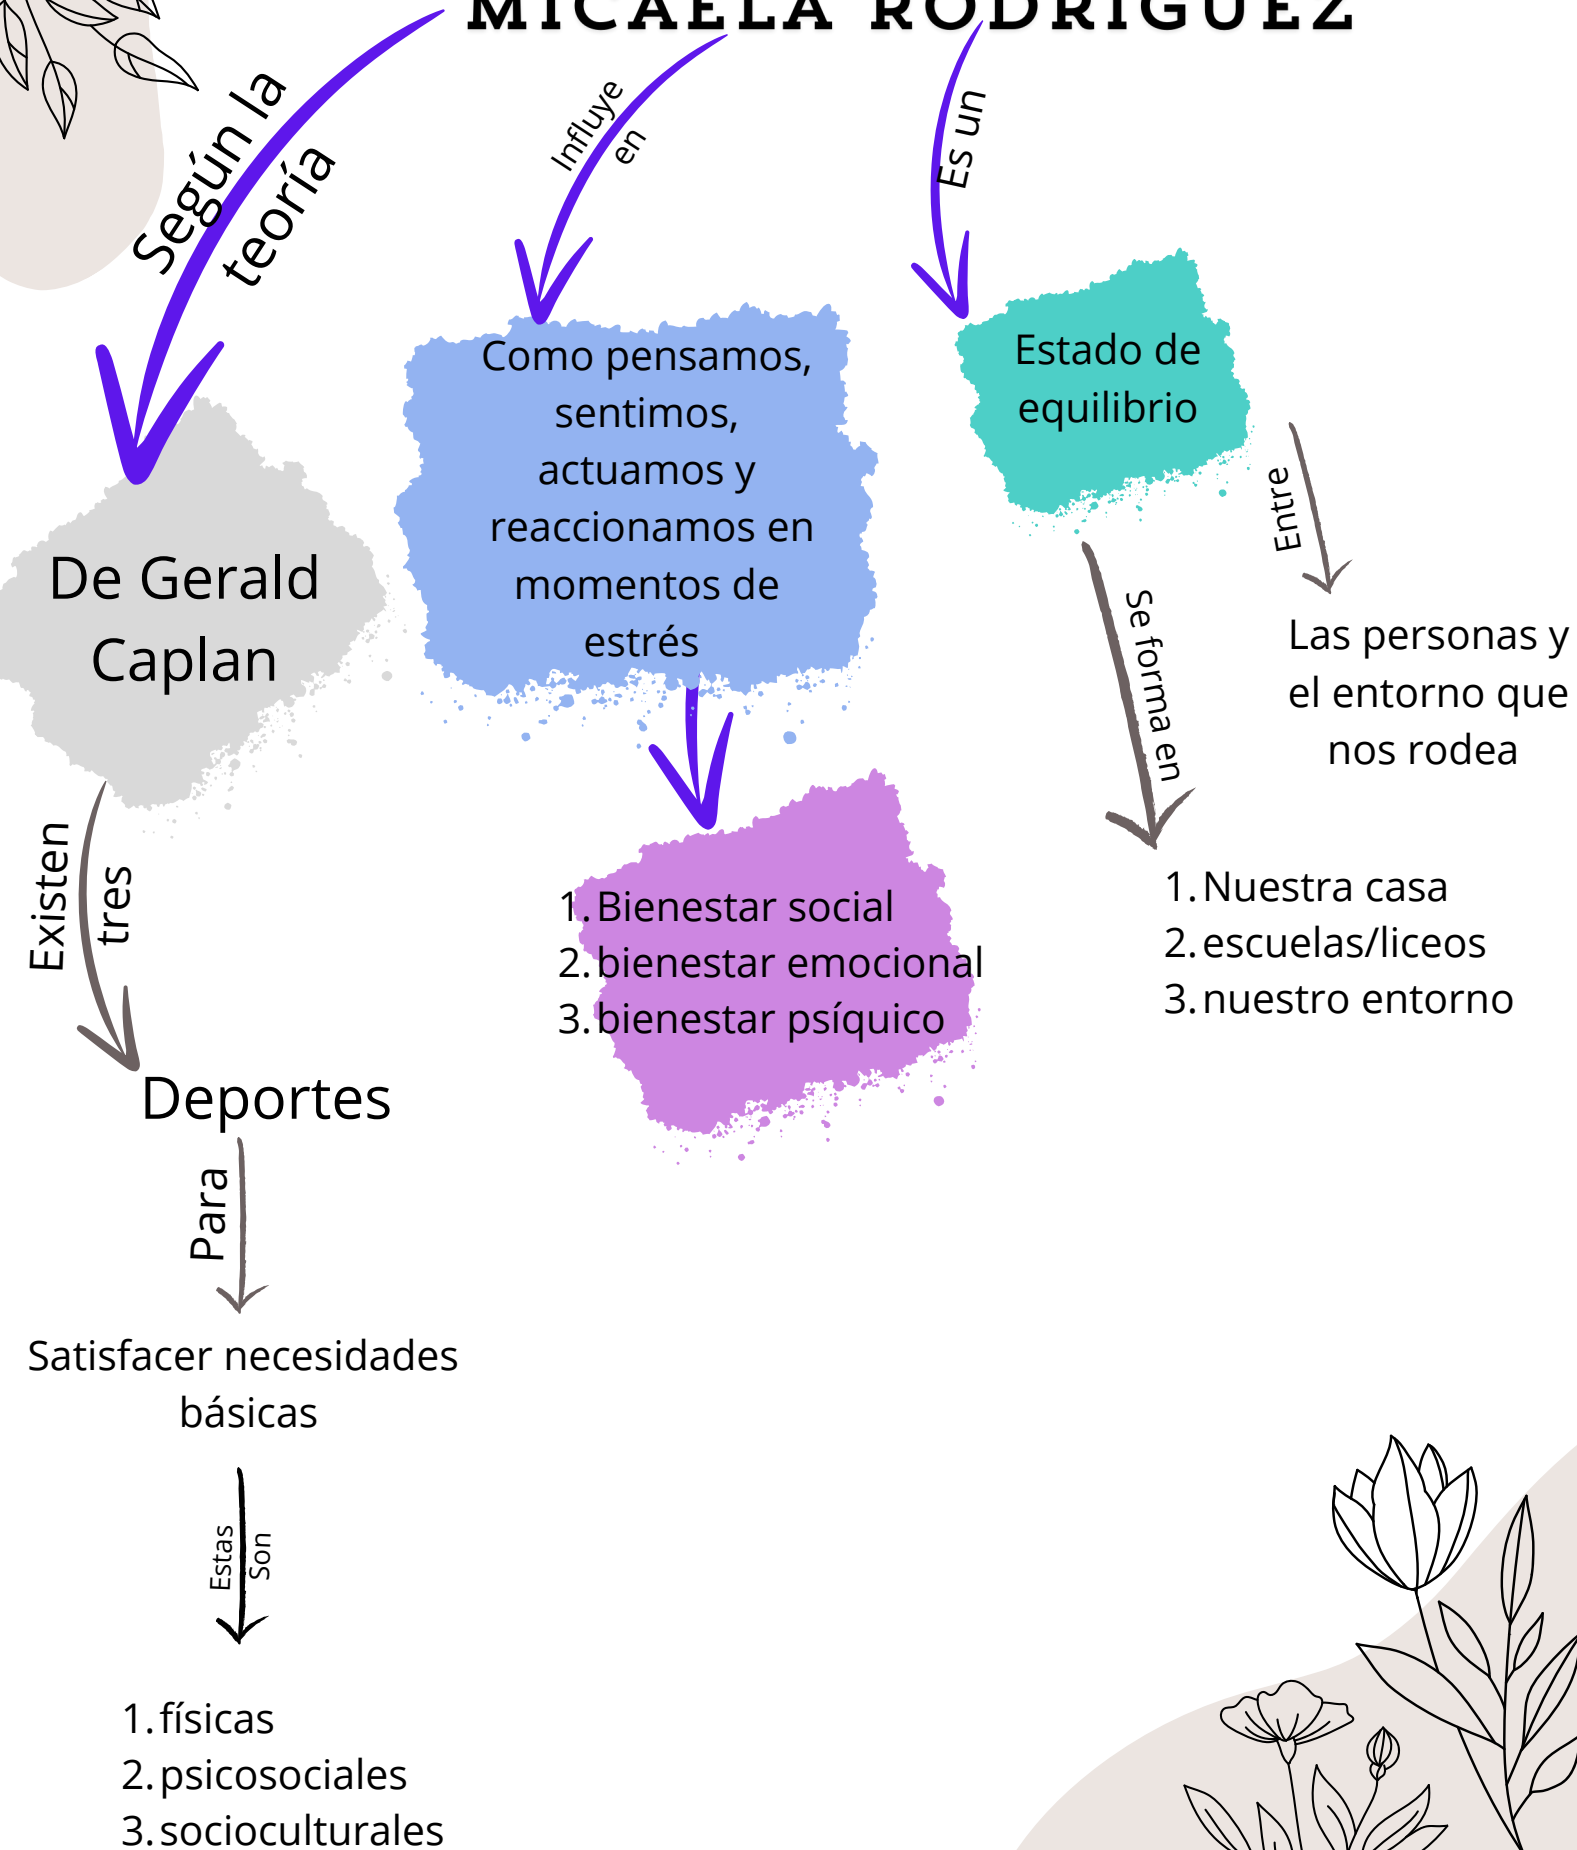 MICAELA RODRIGUEZ
Según la
teoría
Influye
en
Es un
De Gerald
Caplan
Como pensamos,
sentimos,
actuamos y
reaccionamos en
momentos de
estrés
Estado de
equilibrio
Entre
Las personas y
el entorno que
nos rodea
Se forma en
1. Nuestra casa
2. escuelas/liceos
3. nuestro entorno
1. Bienestar social
2. bienestar emocional
3. bienestar psíquico
Existen
tres
Deportes
Para
Satisfacer necesidades
básicas
Estas
Son
1. físicas
2. psicosociales
3. socioculturales